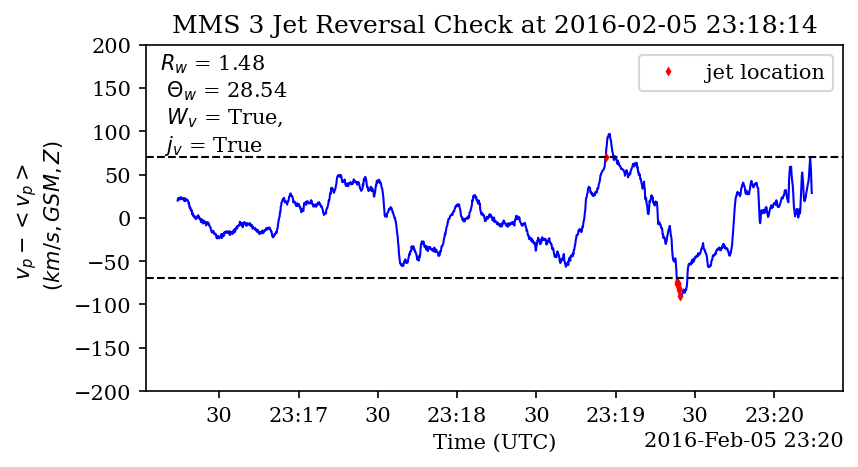 MMS 3 Jet Reversal Check at 2016-02-05 23:18:14
R_w = 1.48
Θ_w = 28.54
W_v = True,
j_v = True
jet location
v_p − < v_p >
(km/s, GSM, Z)
200
150
100
50
0
−50
−100
−150
−200
30 23:17 30 23:18 30 23:19 30 23:20
Time (UTC)
2016-Feb-05 23:20